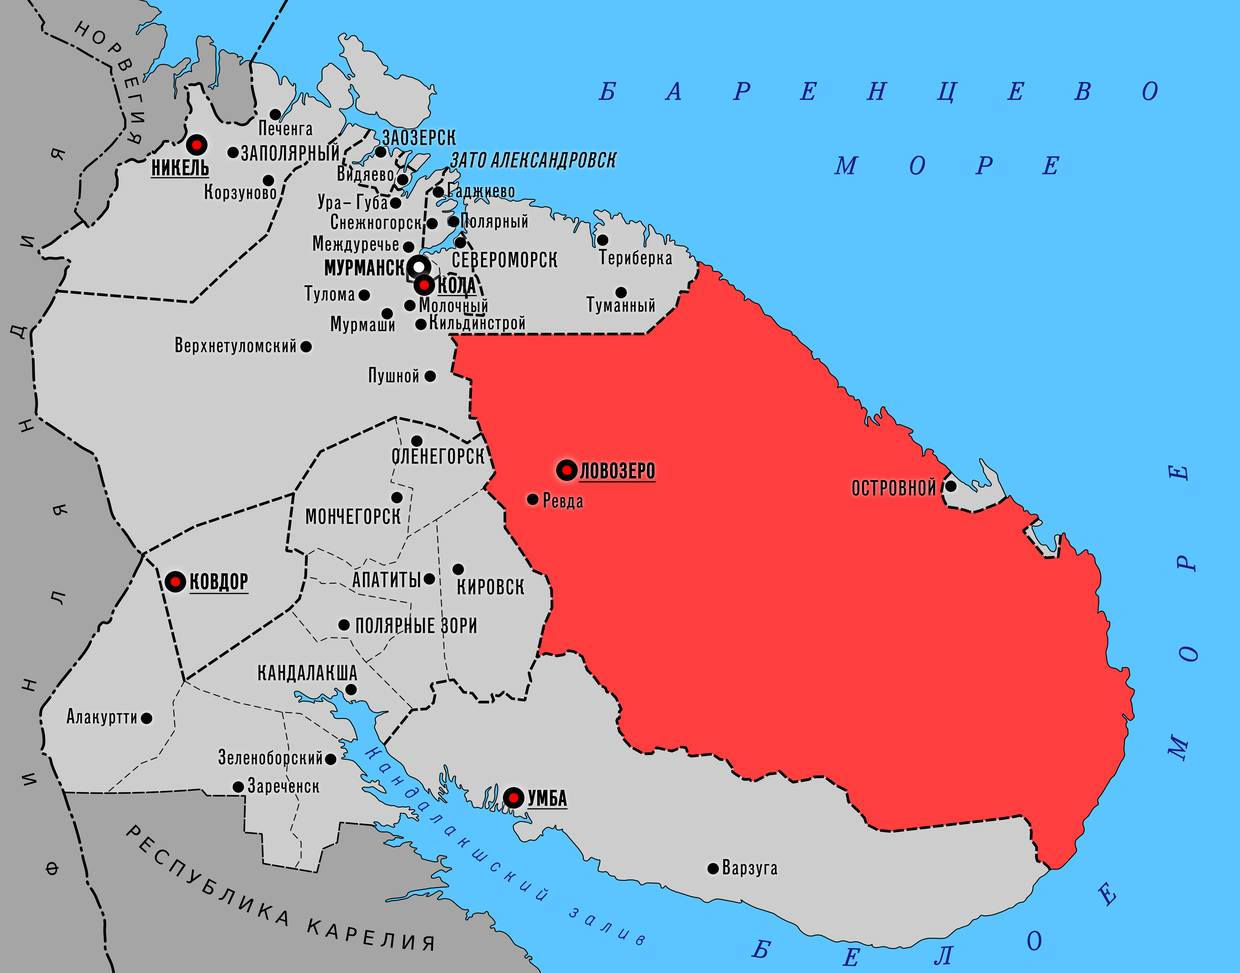 НОРВЕГИЯ
БАРЕНЦЕВО
МОРЕ
Печенга
ЗАОЗЕРСК
НИКЕЛЬ
ЗАПОЛЯРНЫЙ
ЗАТО АЛЕКСАНДРОВСК
Видяево
Корзуново
Гаджиево
Ура-Губа
Снежногорск
Полярный
Междуречье
СЕВЕРОМОРСК
Териберка
МУРМАНСК
КОЛА
Тулома
Молочный
Туманный
Мурмаши
Кильдинстрой
Верхнетуломский
Пушной
ОЛЕНЕГОРСК
ЛОВОЗЕРО
Ревда
ОСТРОВНОЙ
МОНЧЕГОРСК
КОВДОР
АПАТИТЫ
КИРОВСК
ПОЛЯРНЫЕ ЗОРИ
КАНДАЛАКША
Алакуртти
Зеленоборский
Зареченск
УМБА
Варзуга
Кандалакшский залив
ФИНЛЯНДИЯ
РЕСПУБЛИКА КАРЕЛИЯ
БЕЛОЕ
МОРЕ